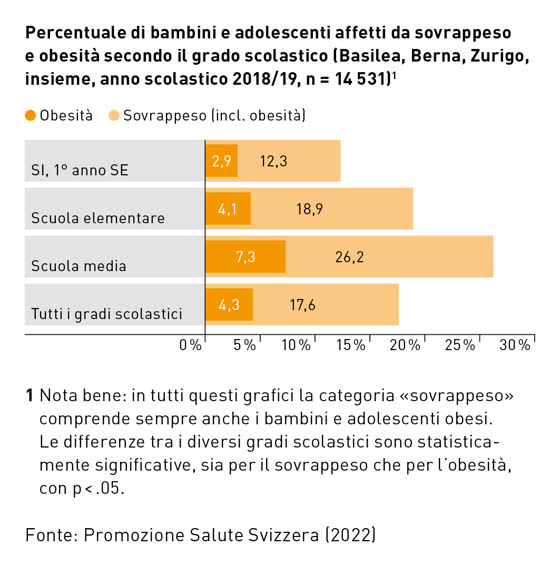 Percentuale di bambini e adolescenti affetti da sovrappeso
e obesità secondo il grado scolastico (Basilea, Berna, Zurigo,
insieme, anno scolastico 2018/19, n = 14 531)¹
Obesità Sovrappeso (incl. obesità)
SI, 1° anno SE 2,9 12,3
Scuola elementare 4,1 18,9
Scuola media 7,3 26,2
Tutti i gradi scolastici 4,3 17,6
0 % 5 % 10 % 15 % 20 % 25 % 30 %
1 Nota bene: in tutti questi grafici la categoria «sovrappeso»
comprende sempre anche i bambini e adolescenti obesi.
Le differenze tra i diversi gradi scolastici sono statistica-
mente significative, sia per il sovrappeso che per l’obesità,
con p < .05.
Fonte: Promozione Salute Svizzera (2022)